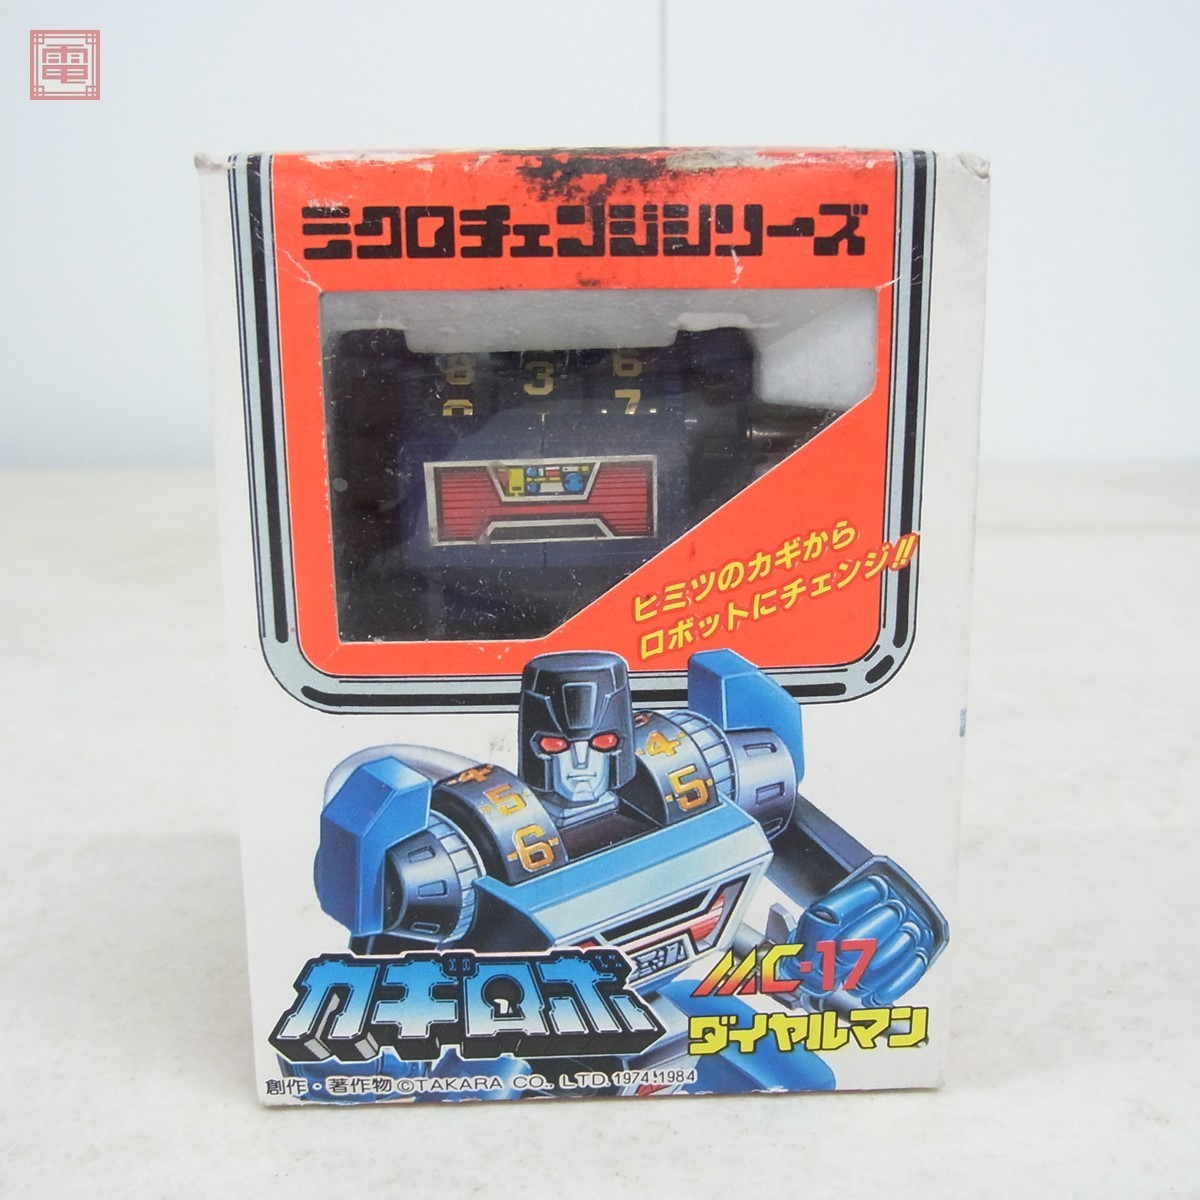 電
ミクロチェンジシリーズ
8 3 6
7
ヒミツのカギから
ロボットにチェンジ!!
4
5
4
5
6
ミクロ
カギロボ
MC-17
ダイヤルマン
創作・著作物©TAKARA CO., LTD. 1974,1984